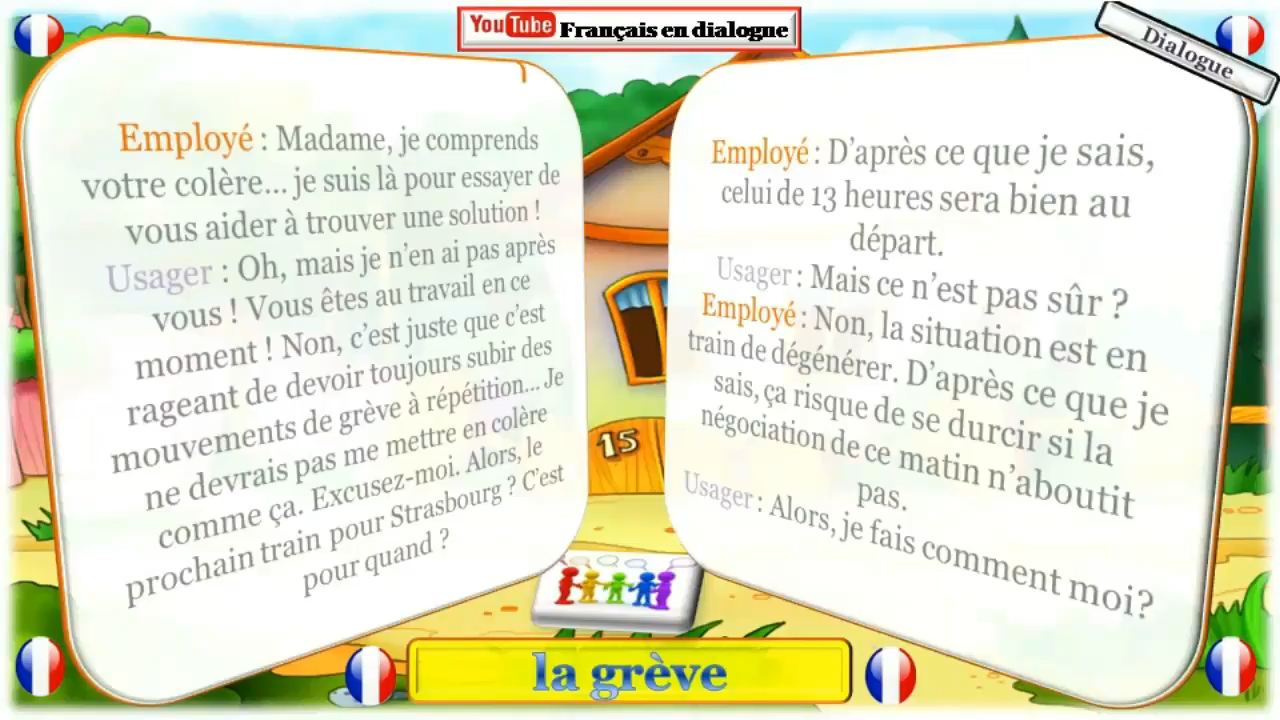 YouTube Français en dialogue
Dialogue
Employé : Madame, je comprends
votre colère... je suis là pour essayer de
vous aider à trouver une solution !
Usager : Oh, mais je n'en ai pas après
vous ! Vous êtes au travail en ce
moment ! Non, c'est juste que c'est
rageant de devoir toujours subir des
mouvements de grève à répétition... Je
ne devrais pas me mettre en colère
comme ça. Excusez-moi. Alors, le
prochain train pour Strasbourg ? C'est
pour quand ?
Employé : D'après ce que je sais,
celui de 13 heures sera bien au
départ.
Usager : Mais ce n'est pas sûr ?
Employé : Non, la situation est en
train de dégénérer. D'après ce que je
sais, ça risque de se durcir si la
négociation de ce matin n'aboutit
pas.
Usager : Alors, je fais comment moi?
15
la grève